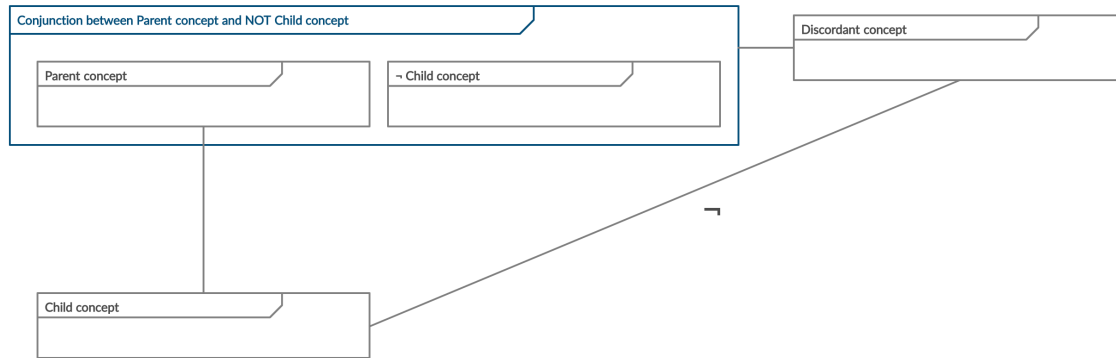 Conjunction between Parent concept and NOT Child concept
Discordant concept
Parent concept
¬ Child concept
¬
Child concept